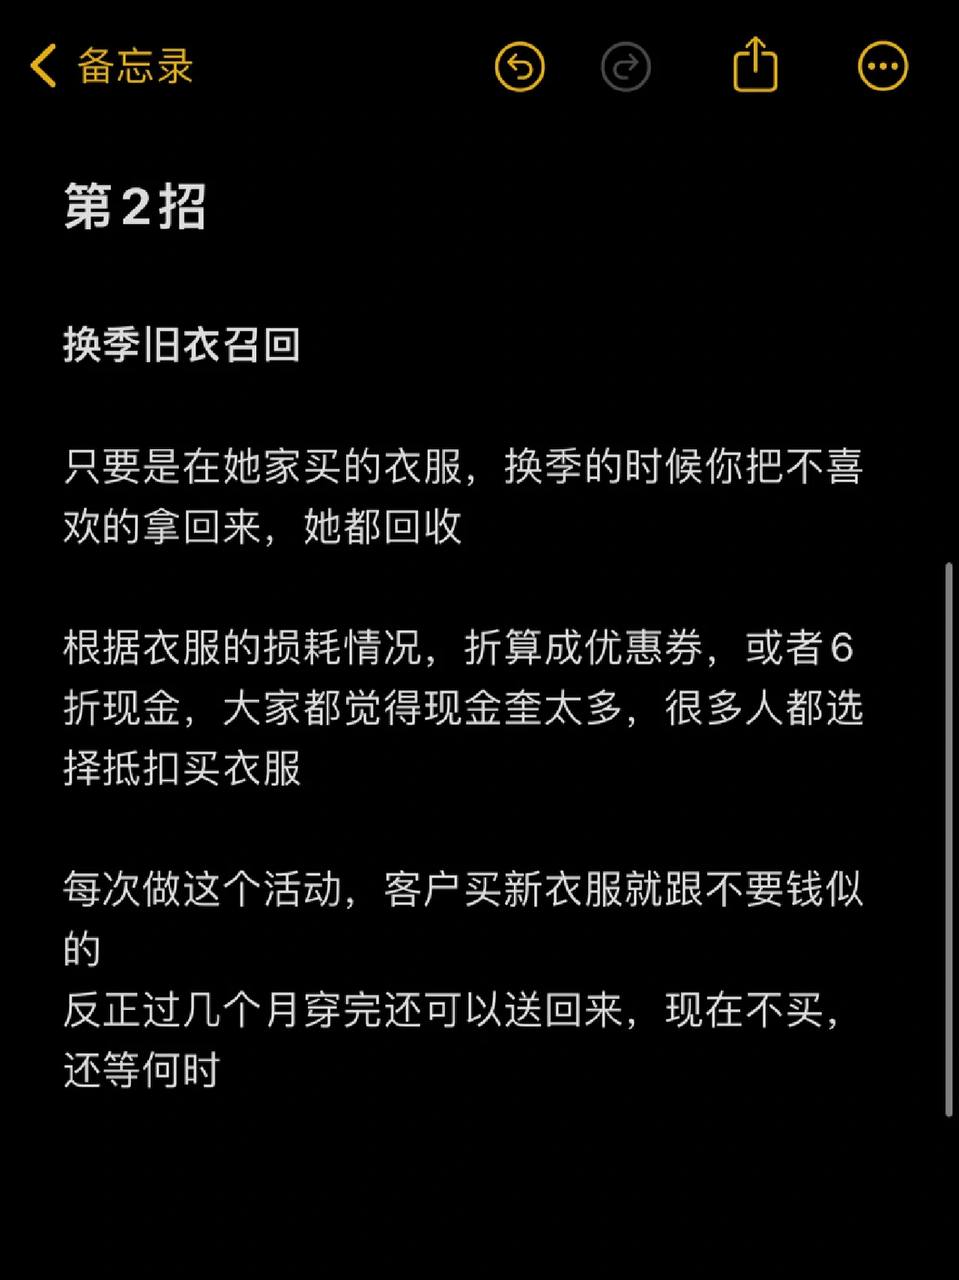 备忘录
第2招
换季旧衣召回
只要是在她家买的衣服，换季的时候你把不喜
欢的拿回来，她都回收
根据衣服的损耗情况，折算成优惠券，或者6
折现金，大家都觉得现金奎太多，很多人都选
择抵扣买衣服
每次做这个活动，客户买新衣服就跟不要钱似
的
反正过几个月穿完还可以送回来，现在不买，
还等何时